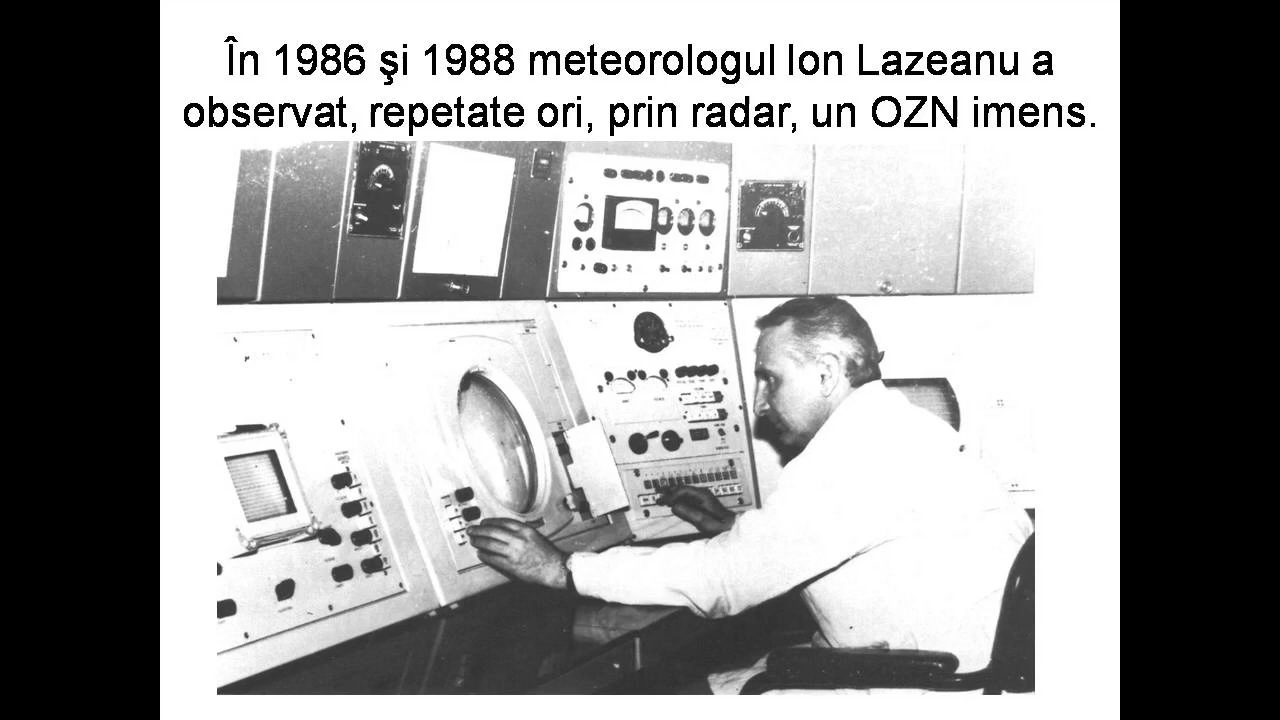 În 1986 şi 1988 meteorologul Ion Lazeanu a
observat, repetate ori, prin radar, un OZN imens.